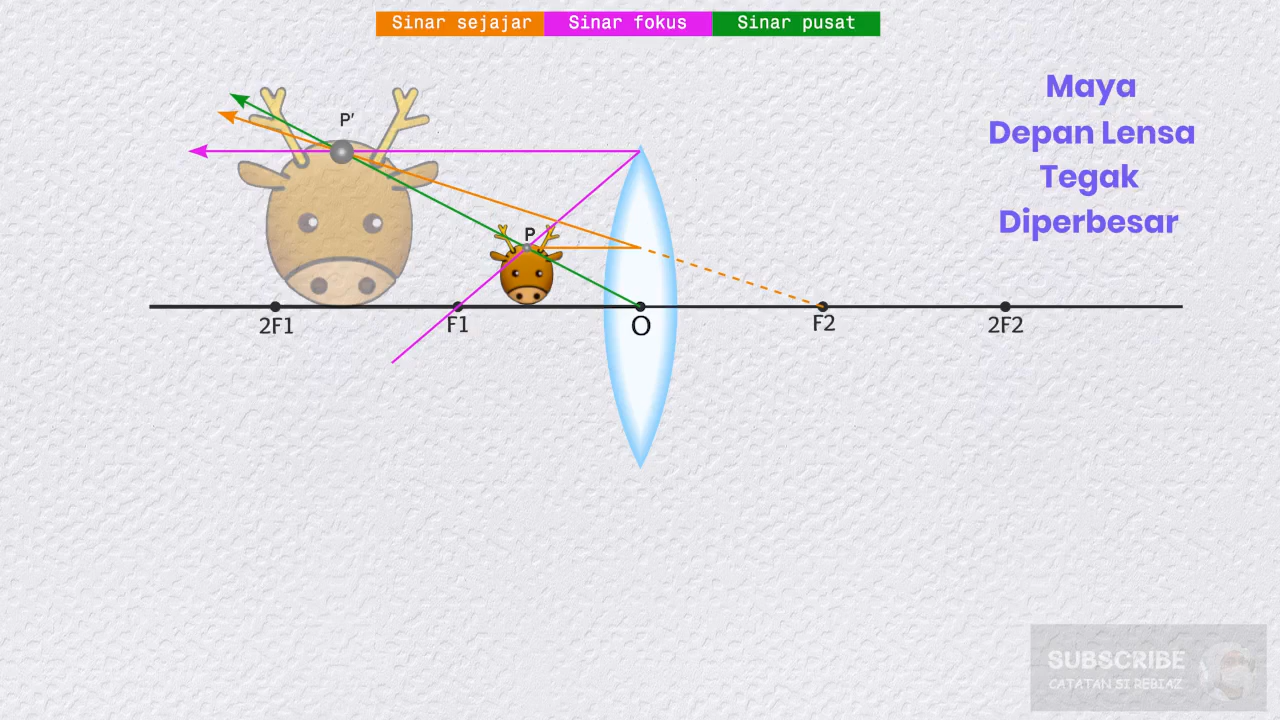 Sinar sejajar Sinar fokus Sinar pusat
Maya
Depan Lensa
Tegak
Diperbesar
P'
P
2F1 F1 O F2 2F2
SUBSCRIBE
CATATAN SI REBIAZ